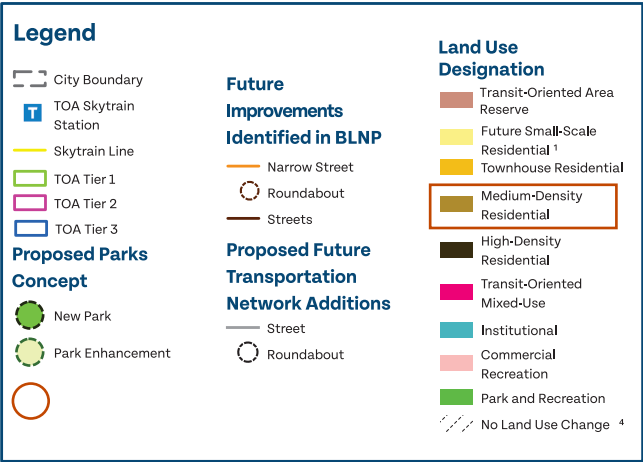 Legend
City Boundary
T
TOA Skytrain
Station
Skytrain Line
TOA Tier 1
TOA Tier 2
TOA Tier 3
Proposed Parks
Concept
New Park
Park Enhancement
Future
Improvements
Identified in BLNP
Narrow Street
Roundabout
Streets
Proposed Future
Transportation
Network Additions
Street
Roundabout
Land Use
Designation
Transit-Oriented Area
Reserve
Future Small-Scale
Residential ¹
Townhouse Residential
Medium-Density
Residential
High-Density
Residential
Transit-Oriented
Mixed-Use
Institutional
Commercial
Recreation
Park and Recreation
No Land Use Change ⁴